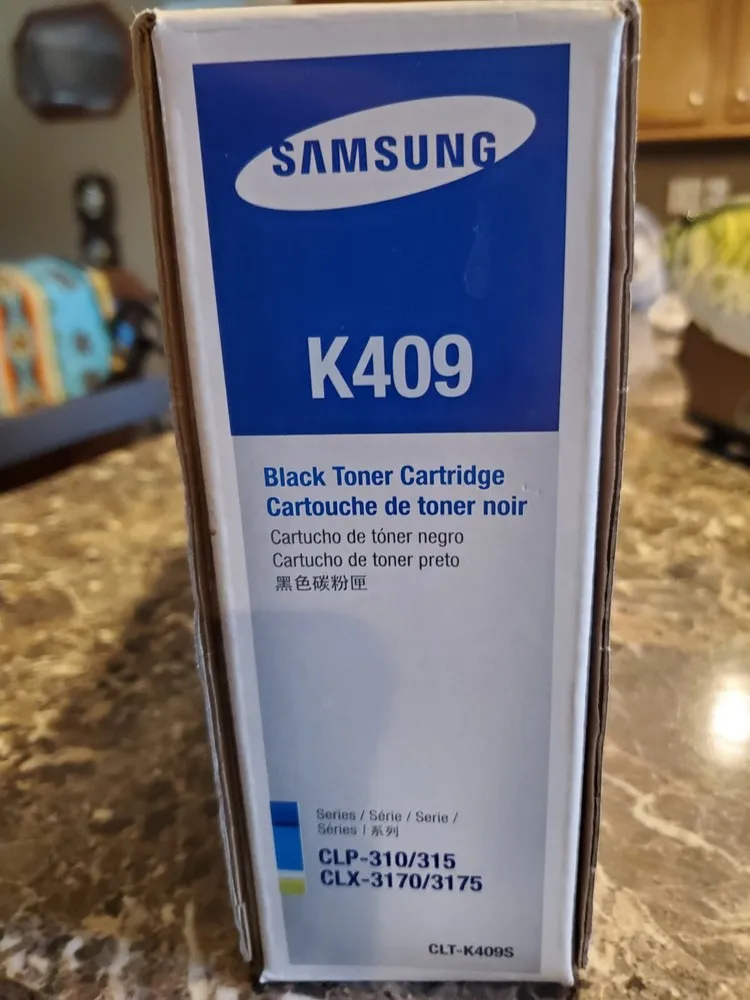 SAMSUNG
K409
Black Toner Cartridge
Cartouche de toner noir
Cartucho de tóner negro
Cartucho de toner preto
黑色碳粉匣
Series / Série / Serie /
Séries / 系列
CLP-310/315
CLX-3170/3175
CLT-K409S